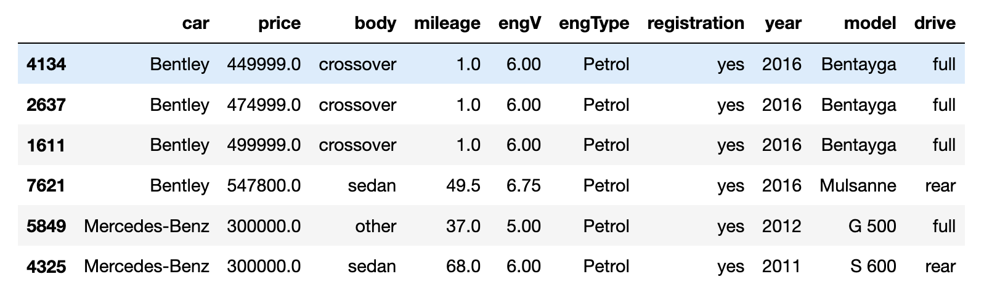 car price body mileage engV engType registration year model drive
4134 Bentley 449999.0 crossover 1.0 6.00 Petrol yes 2016 Bentayga full
2637 Bentley 474999.0 crossover 1.0 6.00 Petrol yes 2016 Bentayga full
1611 Bentley 499999.0 crossover 1.0 6.00 Petrol yes 2016 Bentayga full
7621 Bentley 547800.0 sedan 49.5 6.75 Petrol yes 2016 Mulsanne rear
5849 Mercedes-Benz 300000.0 other 37.0 5.00 Petrol yes 2012 G 500 full
4325 Mercedes-Benz 300000.0 sedan 68.0 6.00 Petrol yes 2011 S 600 rear